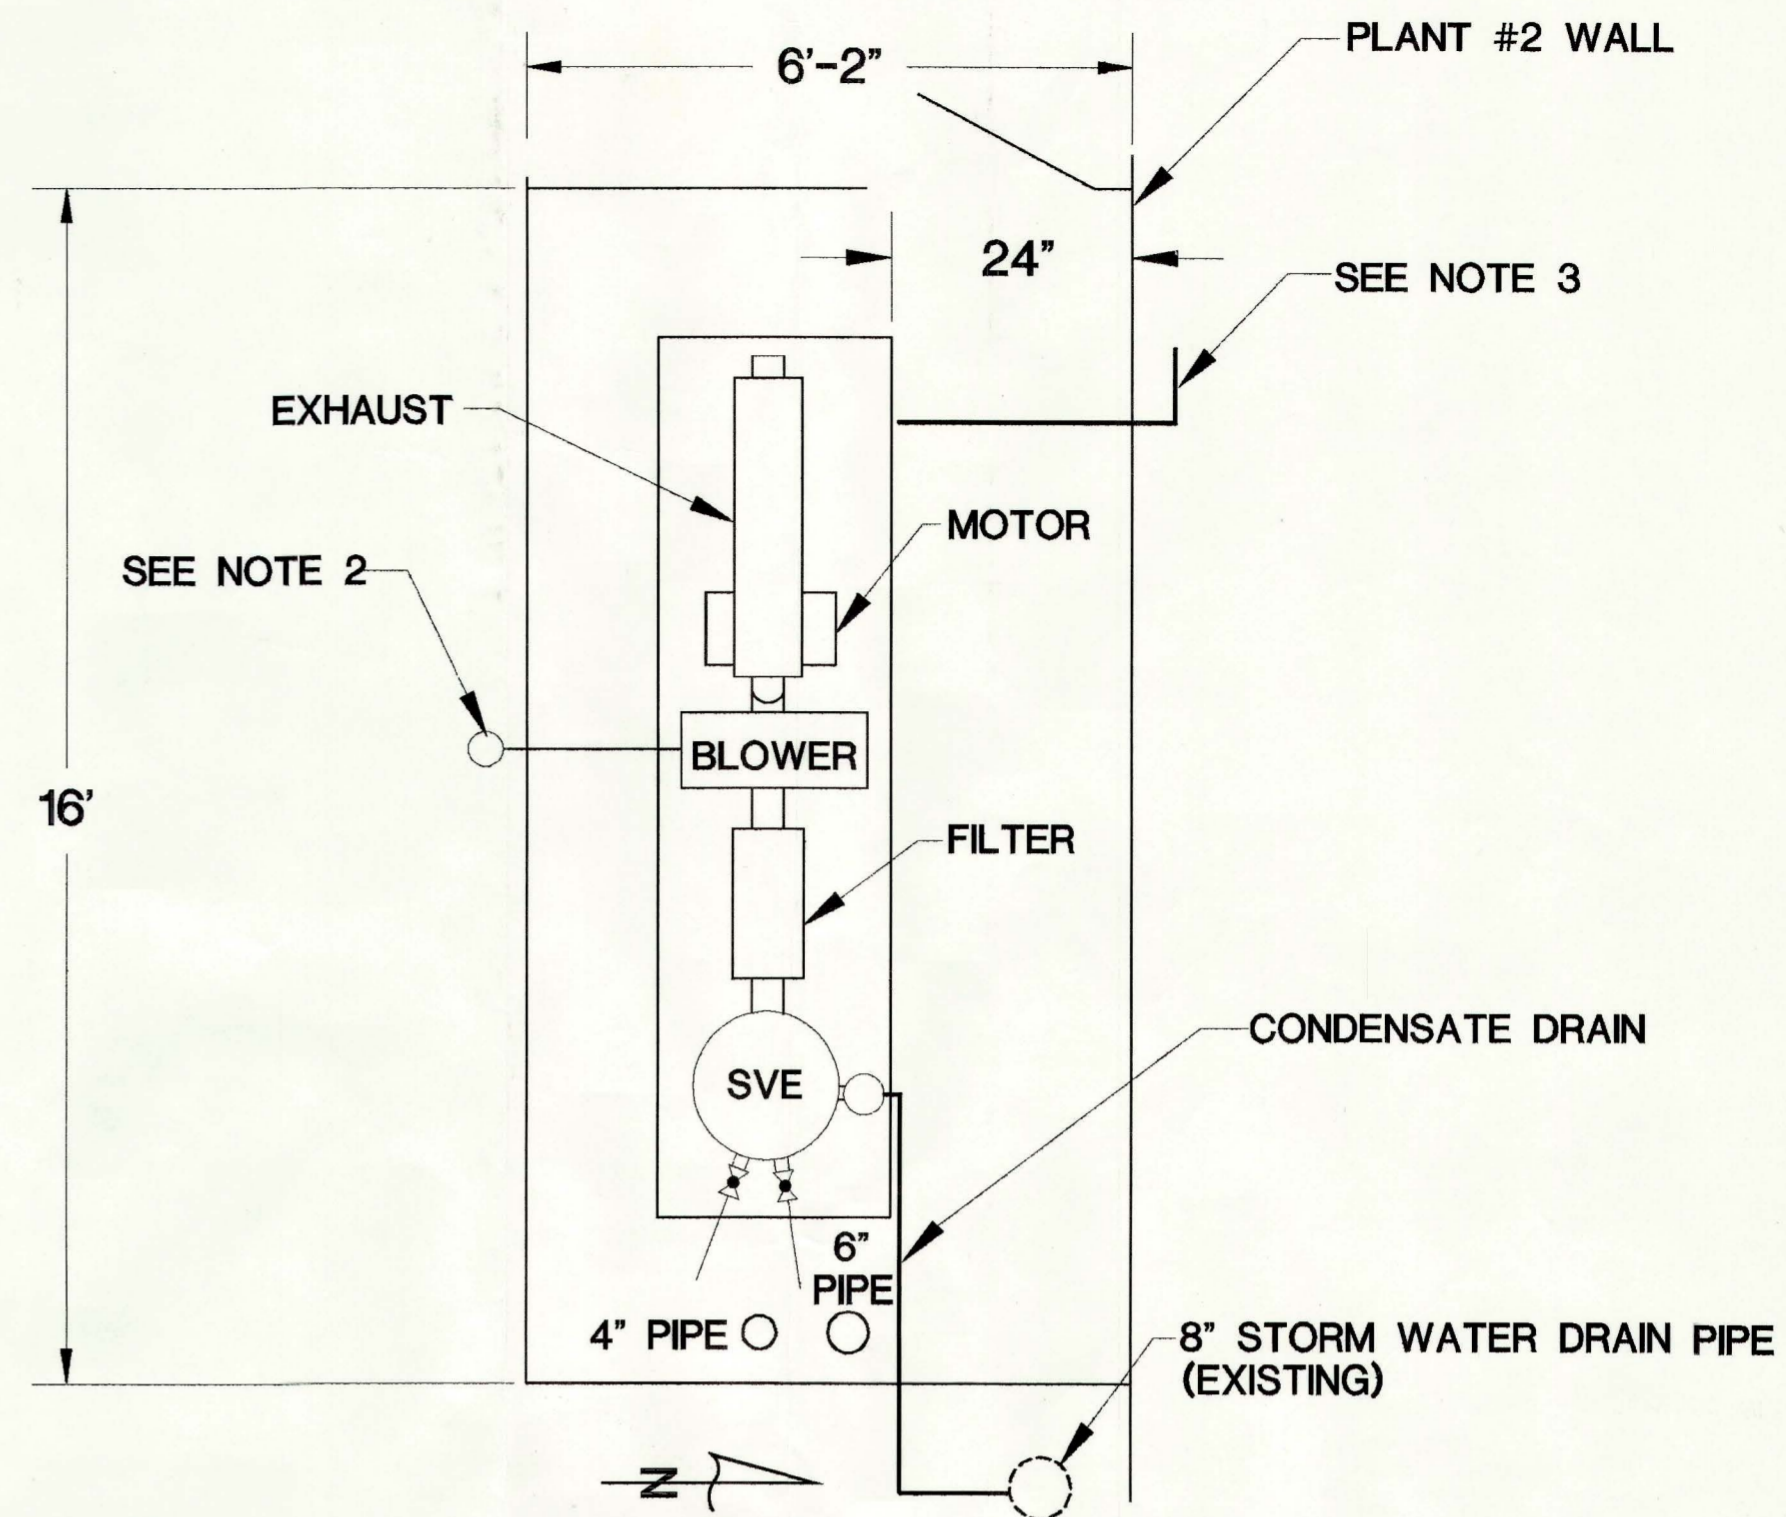 PLANT #2 WALL
6'-2"
24"
SEE NOTE 3
EXHAUST
MOTOR
SEE NOTE 2
BLOWER
16'
FILTER
CONDENSATE DRAIN
SVE
6"
PIPE
4" PIPE
8" STORM WATER DRAIN PIPE
(EXISTING)
N